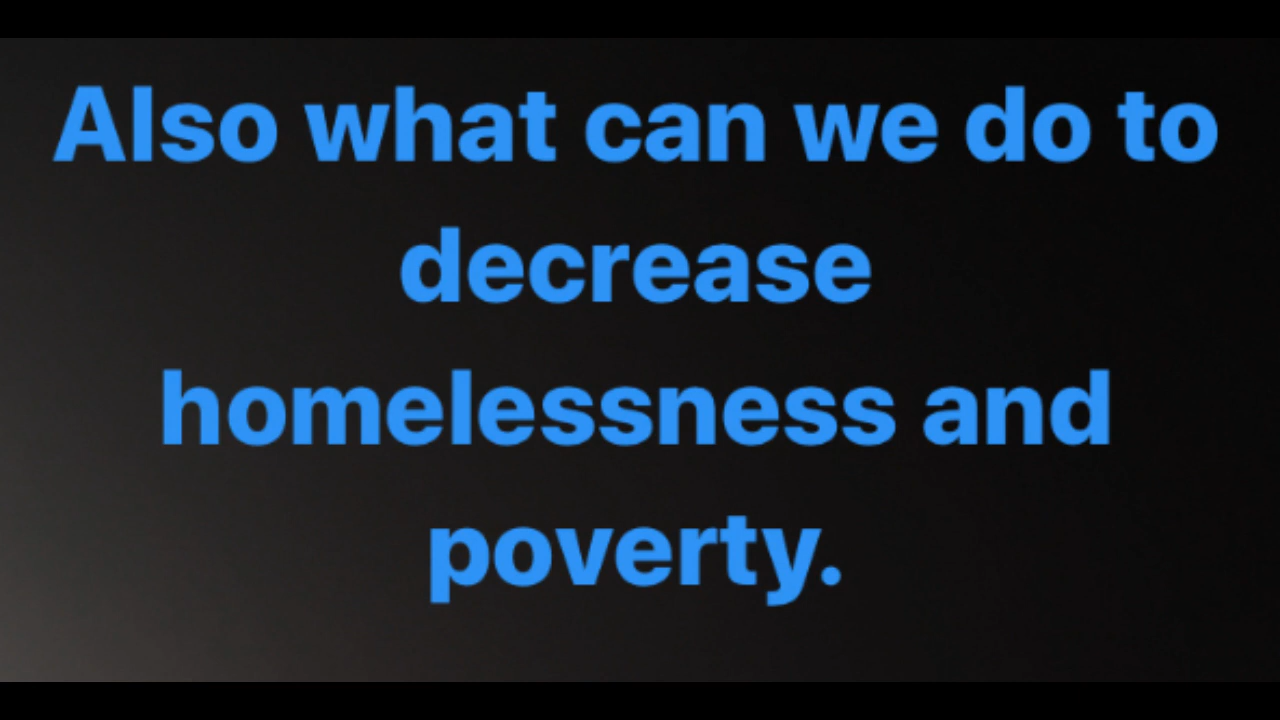 Also what can we do to
decrease
homelessness and
poverty.